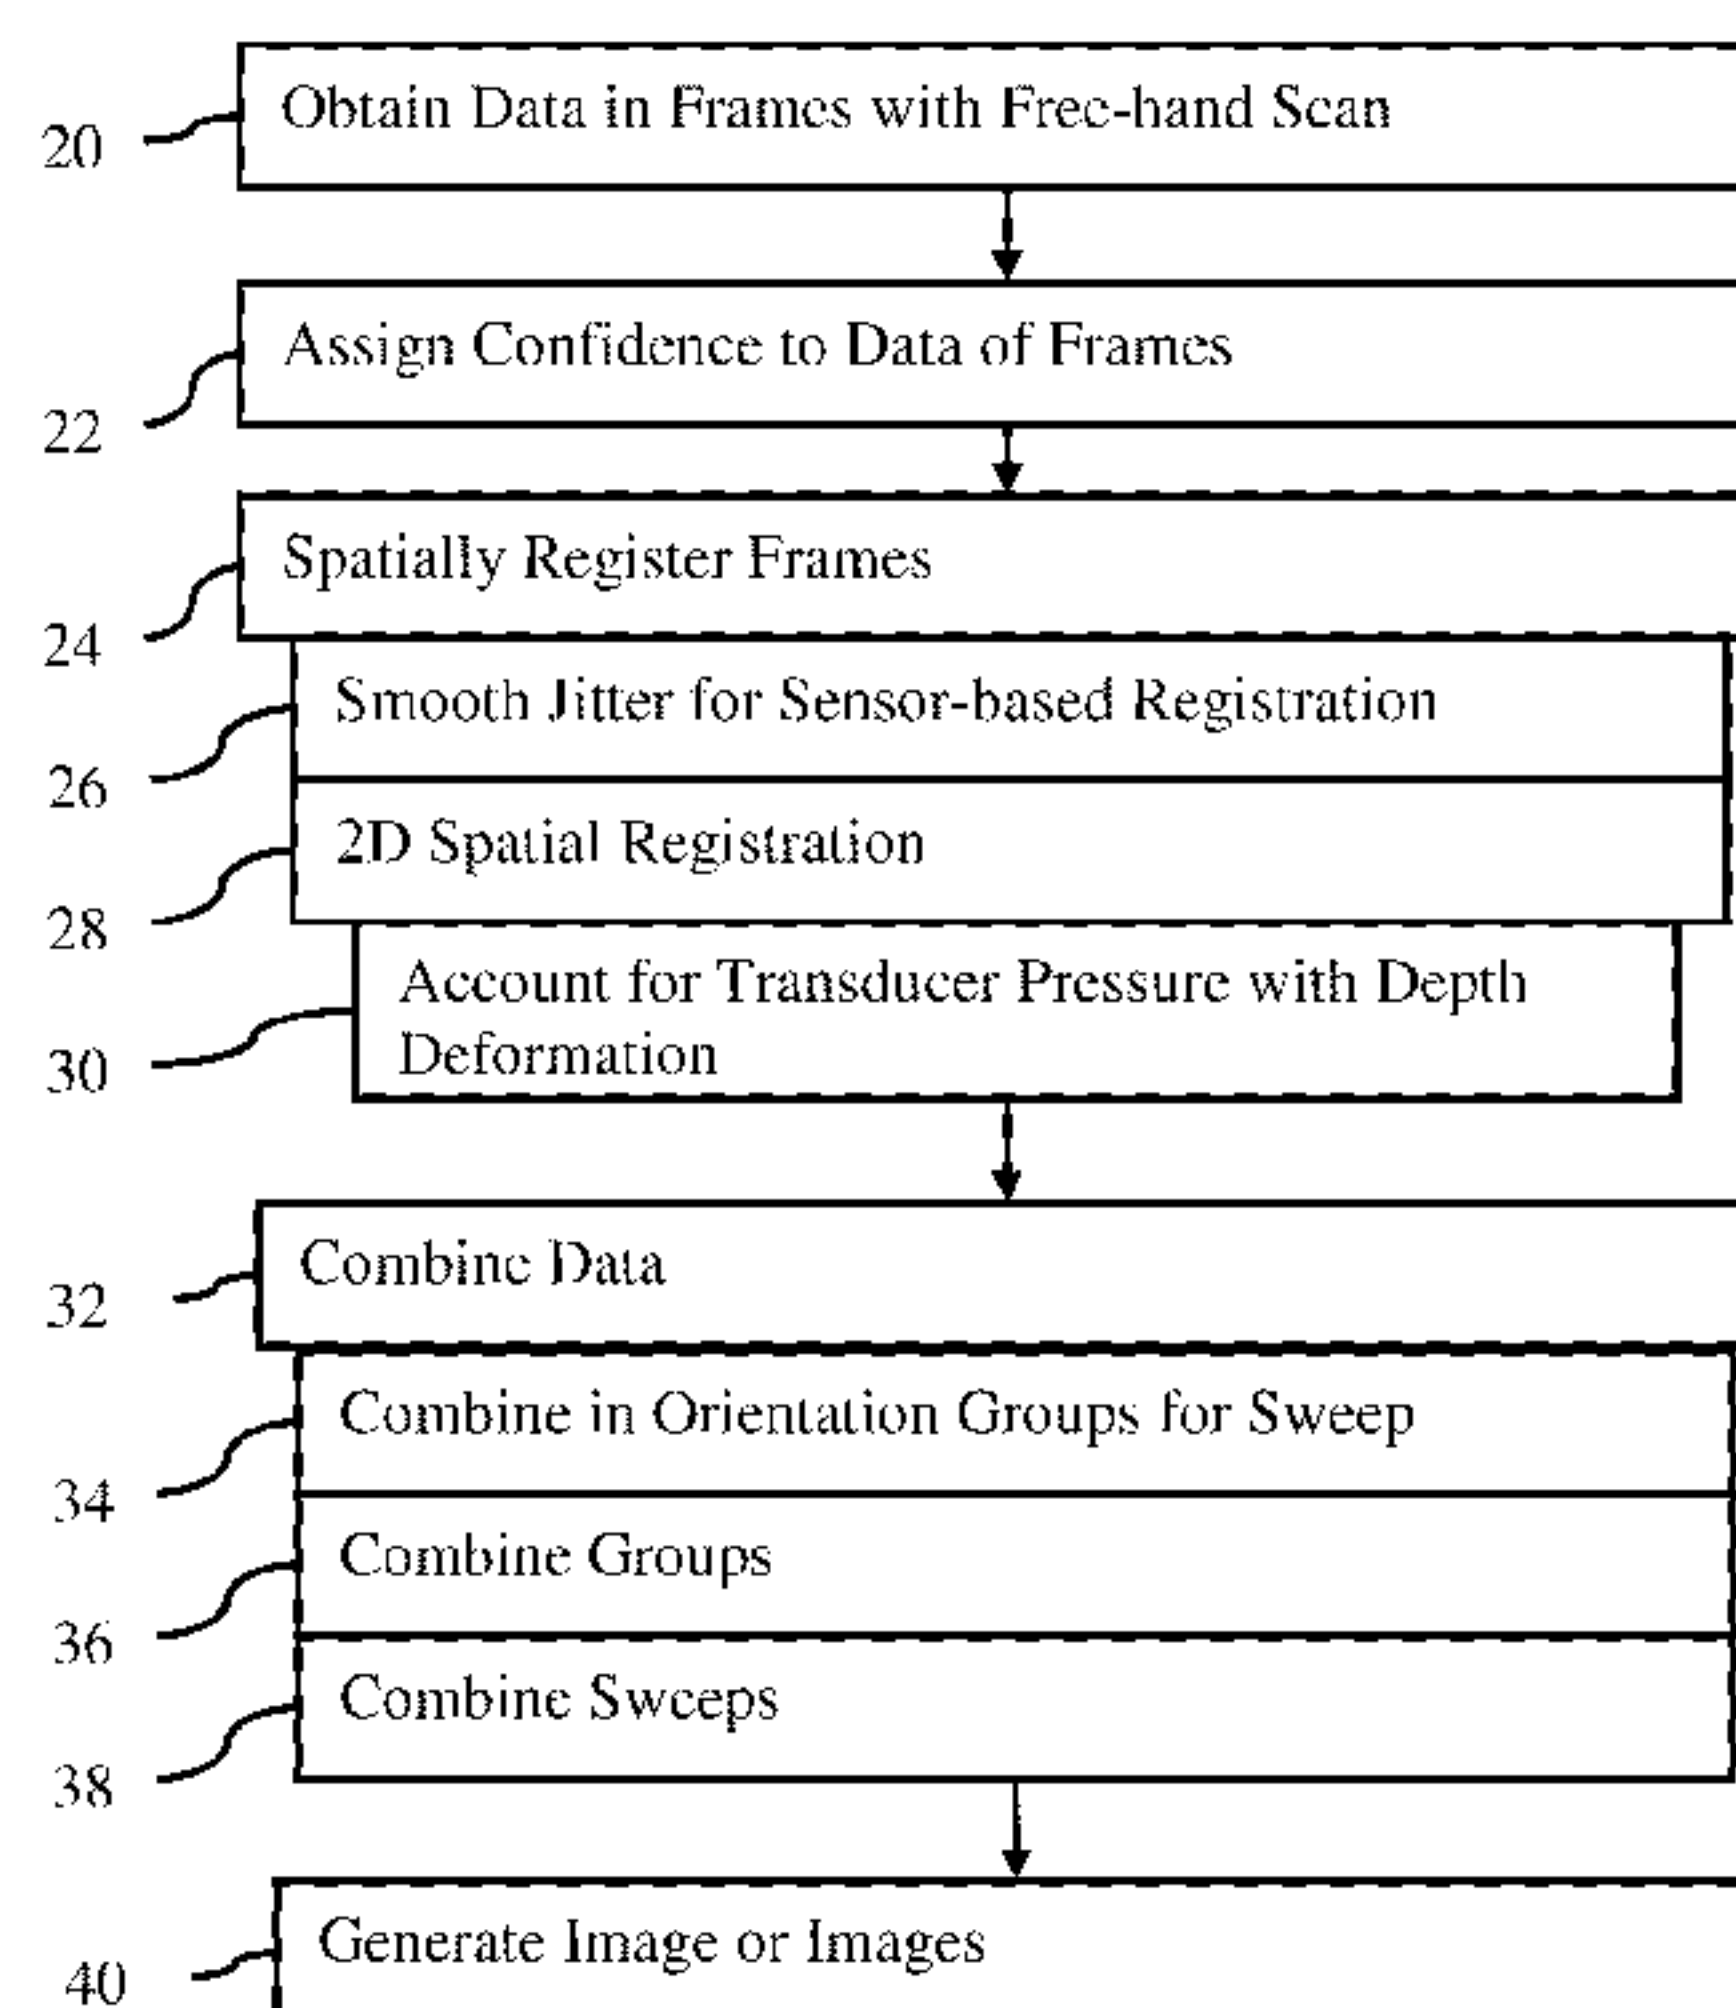 Obtain Data in Frames with Free-hand Scan
20
Assign Confidence to Data of Frames
22
Spatially Register Frames
24
Smooth Jitter for Sensor-based Registration
26
2D Spatial Registration
28
Account for Transducer Pressure with Depth
Deformation
30
Combine Data
32
Combine in Orientation Groups for Sweep
34
Combine Groups
36
Combine Sweeps
38
Generate Image or Images
40